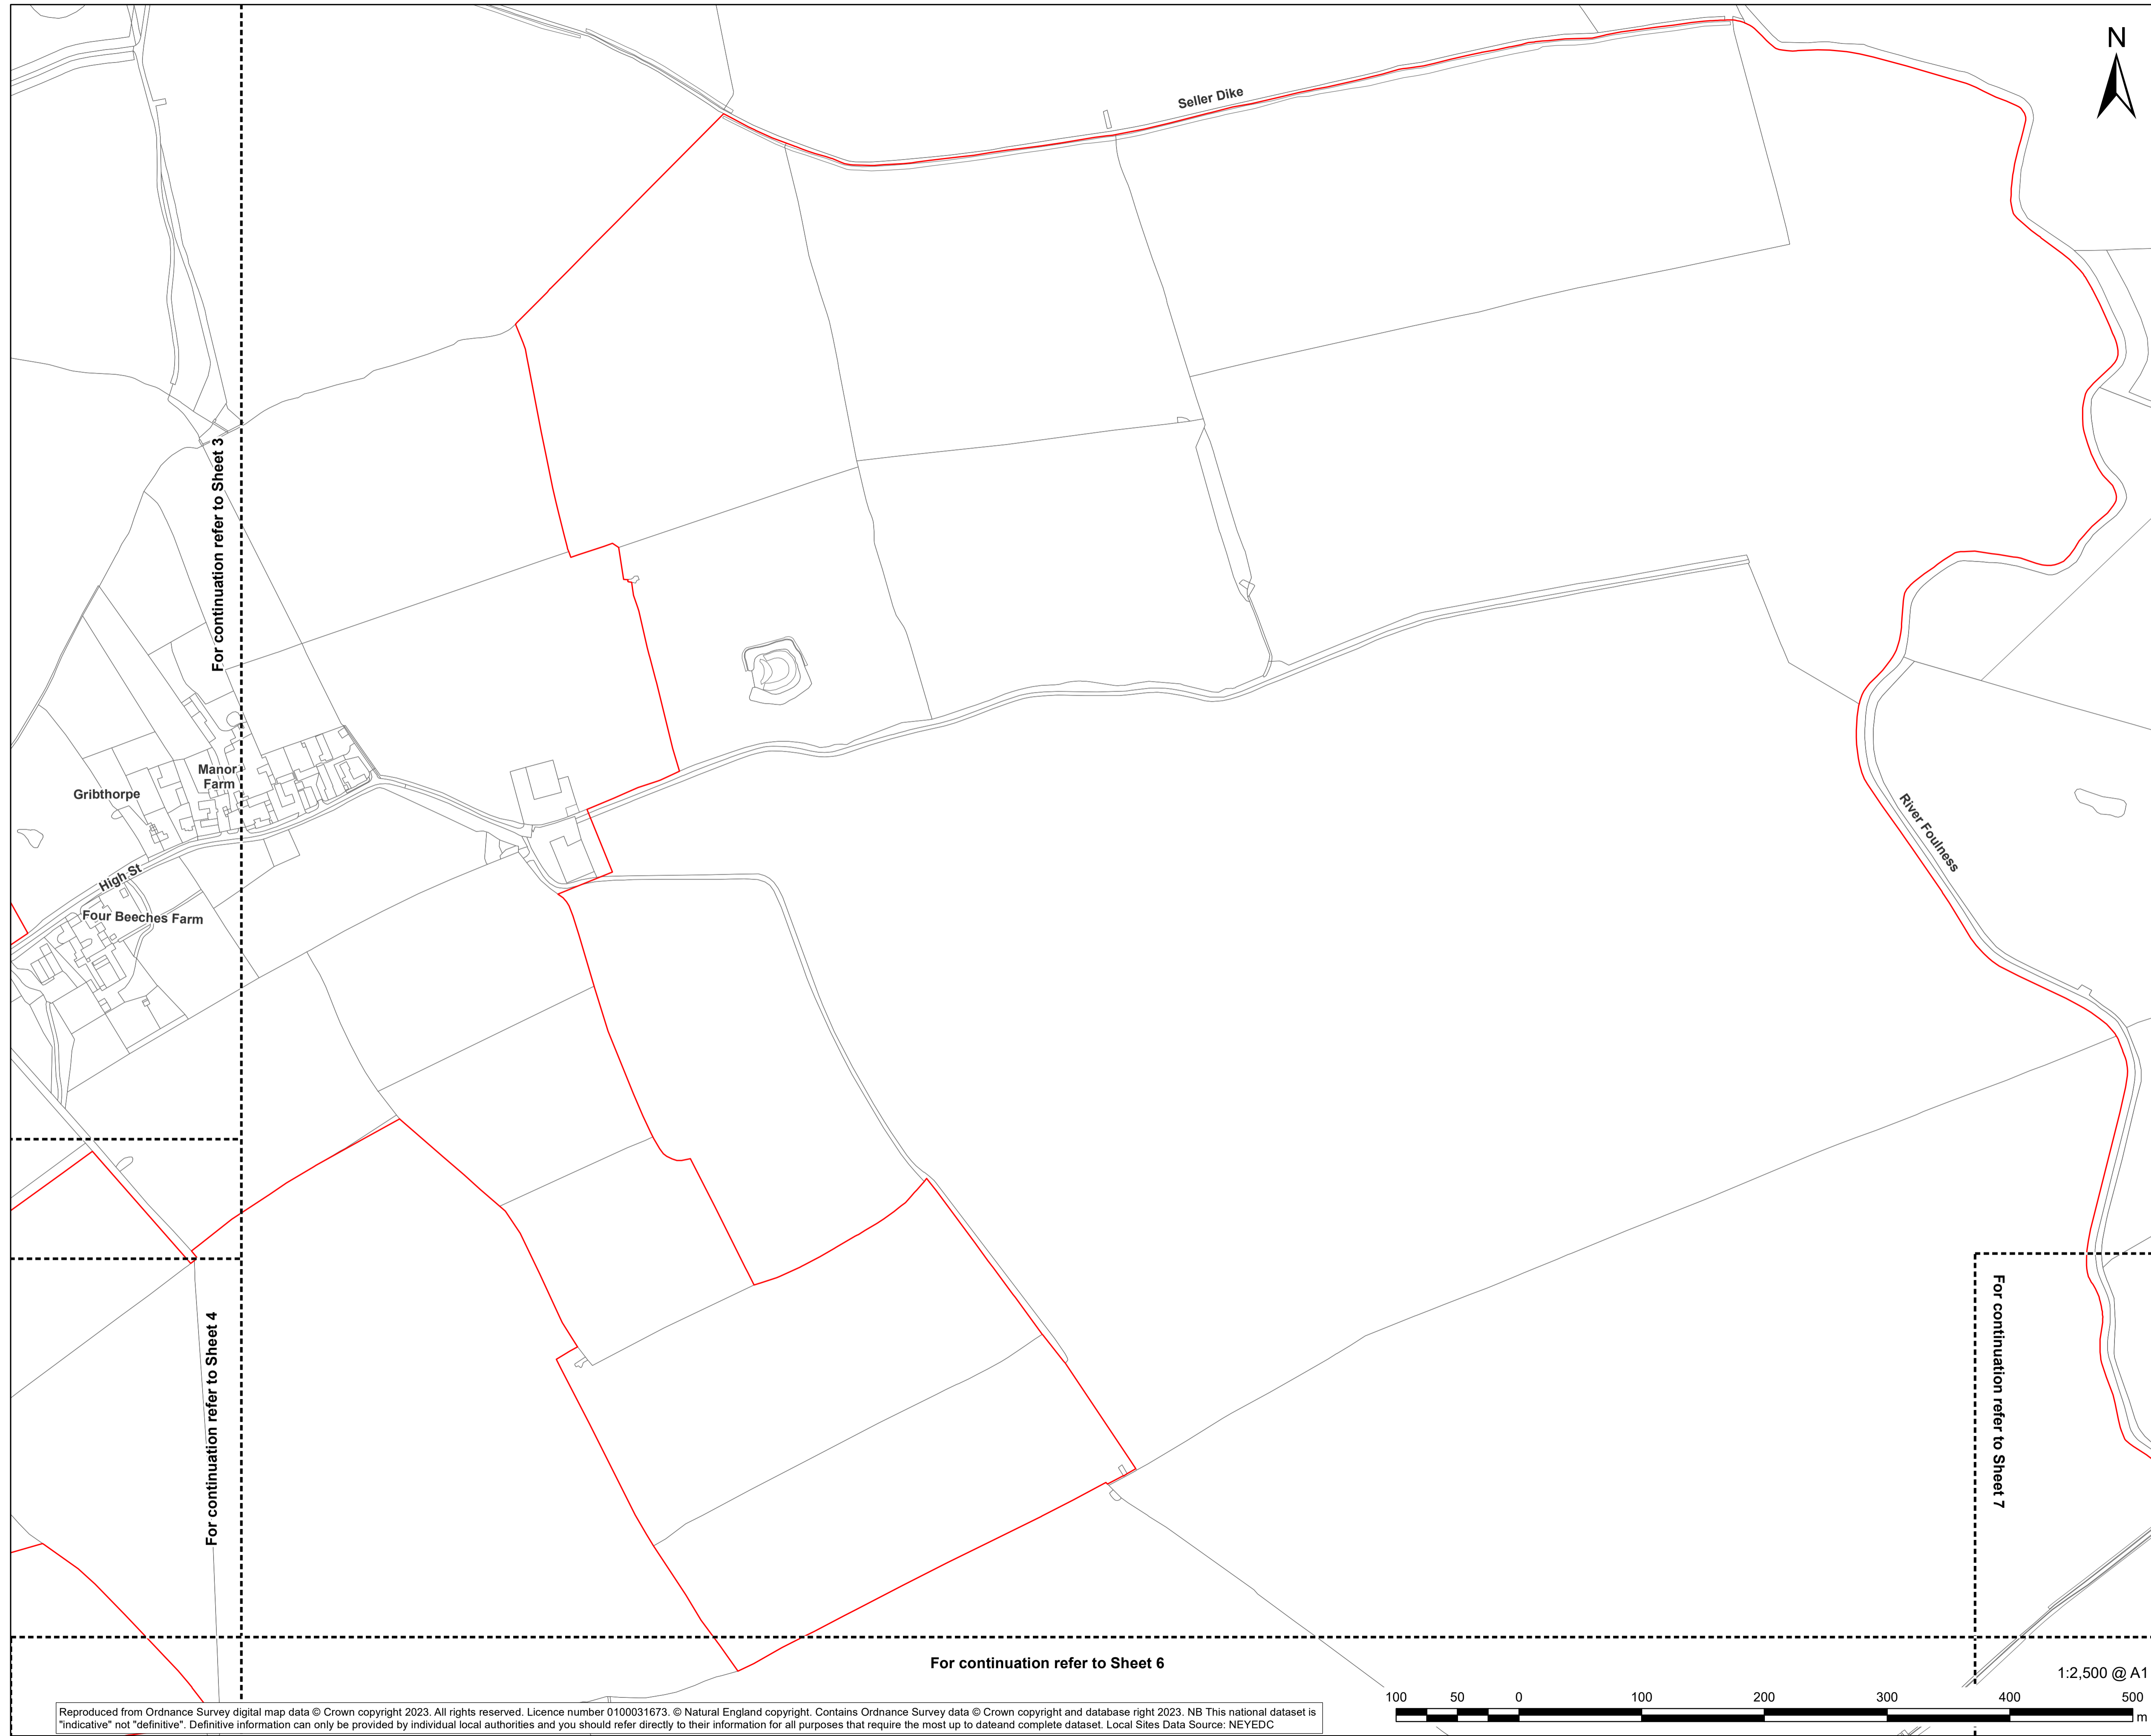 N
Seller Dike
For continuation refer to Sheet 3
Manor
Farm
Gribthorpe
High St
Four Beeches Farm
River Foulness
For continuation refer to Sheet 4
For continuation refer to Sheet 7
For continuation refer to Sheet 6
1:2,500 @ A1
100 50 0 100 200 300 400 500
m
Reproduced from Ordnance Survey digital map data © Crown copyright 2023. All rights reserved. Licence number 0100031673. © Natural England copyright. Contains Ordnance Survey data © Crown copyright and database right 2023. NB This national dataset is
"indicative" not "definitive". Definitive information can only be provided by individual local authorities and you should refer directly to their information for all purposes that require the most up to dateand complete dataset. Local Sites Data Source: NEYEDC